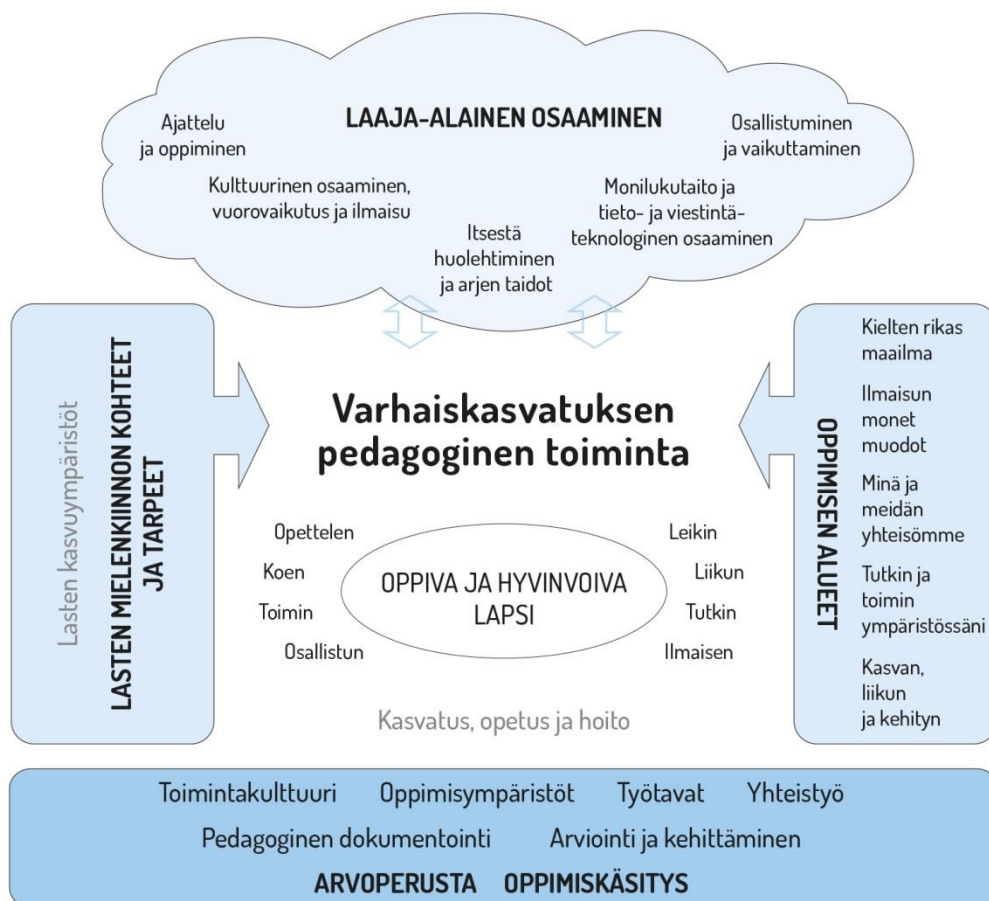 LAAJA-ALAINEN OSAAMINEN
Ajattelu
ja oppiminen
Osallistuminen
ja vaikuttaminen
Kulttuurinen osaaminen,
vuorovaikutus ja ilmaisu
Monilukutaito ja
tieto- ja viestintä-
teknologinen osaaminen
Itsestä
huolehtiminen
ja arjen taidot
Lasten kasvuympäristöt
LASTEN MIELENKIINNON KOHTEET
JA TARPEET
Varhaiskasvatuksen
pedagoginen toiminta
Opettelen
Koen
Toimin
Osallistun
OPPIVA JA HYVINVOIVA
LAPSI
Leikin
Liikun
Tutkin
Ilmaisen
Kasvatus, opetus ja hoito
OPPIMISEN ALUEET
Kielten rikas
maailma
Ilmaisun
monet
muodot
Minä ja
meidän
yhteisömme
Tutkin ja
toimin
ympäristössäni
Kasvan,
liikun
ja kehityn
Toimintakulttuuri Oppimisympäristöt Työtavat Yhteistyö
Pedagoginen dokumentointi Arviointi ja kehittäminen
ARVOPERUSTA OPPIMISKÄSITYS